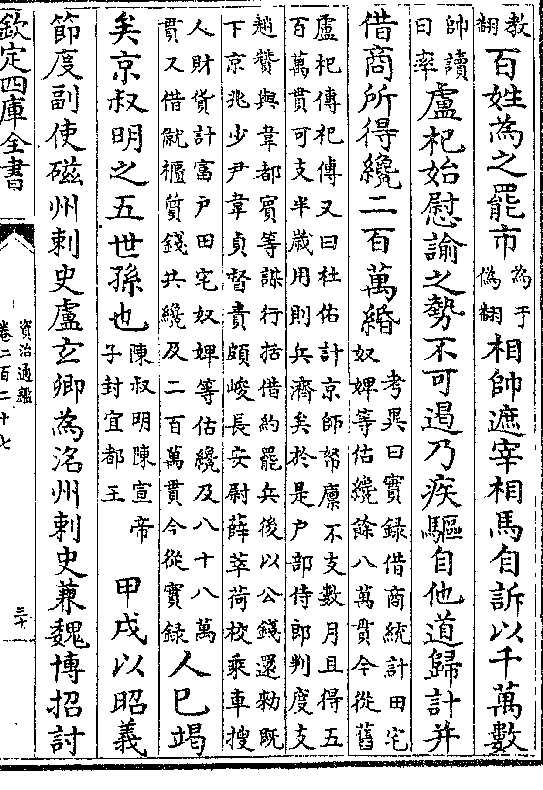 教翻百姓為之罷市為于偽翻相帥遮宰相馬自訴以千萬數
帥讀曰率盧杞始慰諭之勢不可遏乃疾驅自他道歸計并
借商所得纔二百萬緡考異曰實録借商統計田宅奴婢等估纔餘八萬貫今從舊
盧杞傳杞傳又曰杜佑計京師帑廩不支數月且得五
百萬貫可支半歲用則兵濟矣於是户部侍郎判度支
趙贊與韋都賓等謀行括借約罷兵後以公錢還勑既
下京兆少尹韋貞督責頗峻長安尉薛萃荷校乘車搜
人財貨計富户田宅奴婢等估纔及八十八萬
貫又借僦櫃質錢共纔及二百萬貫今從實録人已竭
矣京叔明之五世孫也陳叔明陳宣帝子封宜都王甲戌以昭義
節度副使磁州刺史盧玄卿為洺州刺史兼魏博招討
欽定四庫全書
資治通鑑
卷二百二十七
三十